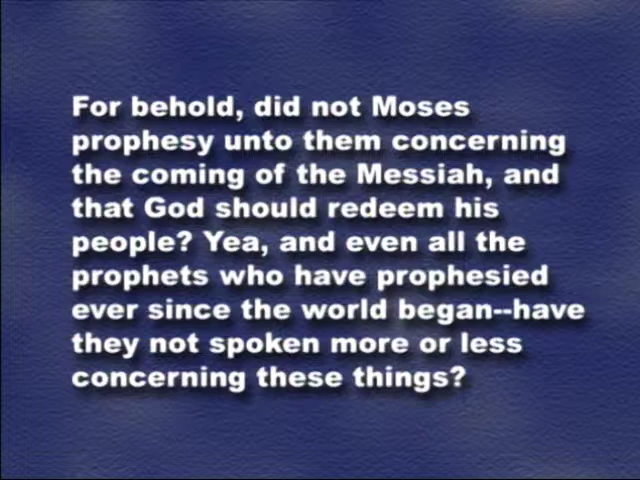 For behold, did not Moses
prophesy unto them concerning
the coming of the Messiah, and
that God should redeem his
people? Yea, and even all the
prophets who have prophesied
ever since the world began--have
they not spoken more or less
concerning these things?